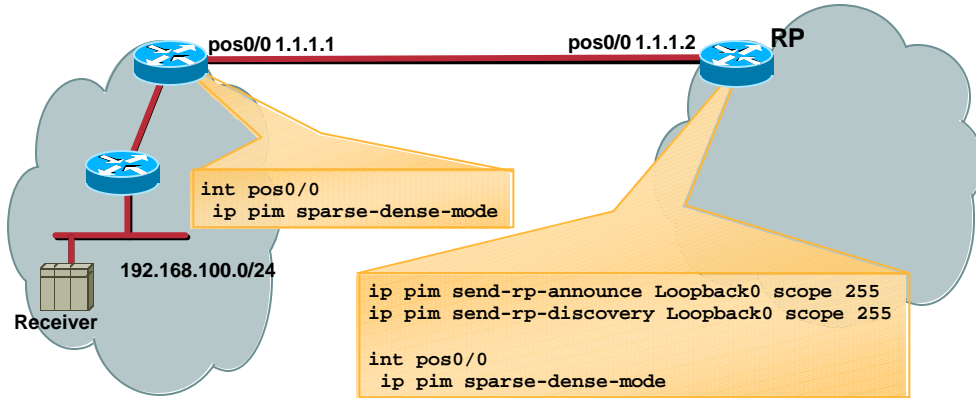 pos0/0 1.1.1.1
pos0/0 1.1.1.2
RP
int pos0/0
ip pim sparse-dense-mode
192.168.100.0/24
Receiver
ip pim send-rp-announce Loopback0 scope 255
ip pim send-rp-discovery Loopback0 scope 255
int pos0/0
ip pim sparse-dense-mode